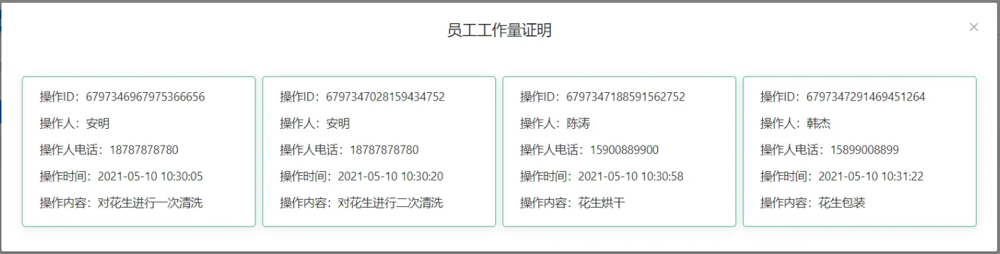 员工工作量证明
操作ID：6797346967975366656
操作人：安明
操作人电话：18787878780
操作时间：2021-05-10 10:30:05
操作内容：对花生进行一次清洗
操作ID：6797347028159434752
操作人：安明
操作人电话：18787878780
操作时间：2021-05-10 10:30:20
操作内容：对花生进行二次清洗
操作ID：6797347188591562752
操作人：陈涛
操作人电话：15900889900
操作时间：2021-05-10 10:30:58
操作内容：花生烘干
操作ID：6797347291469451264
操作人：韩杰
操作人电话：15899008899
操作时间：2021-05-10 10:31:22
操作内容：花生包装